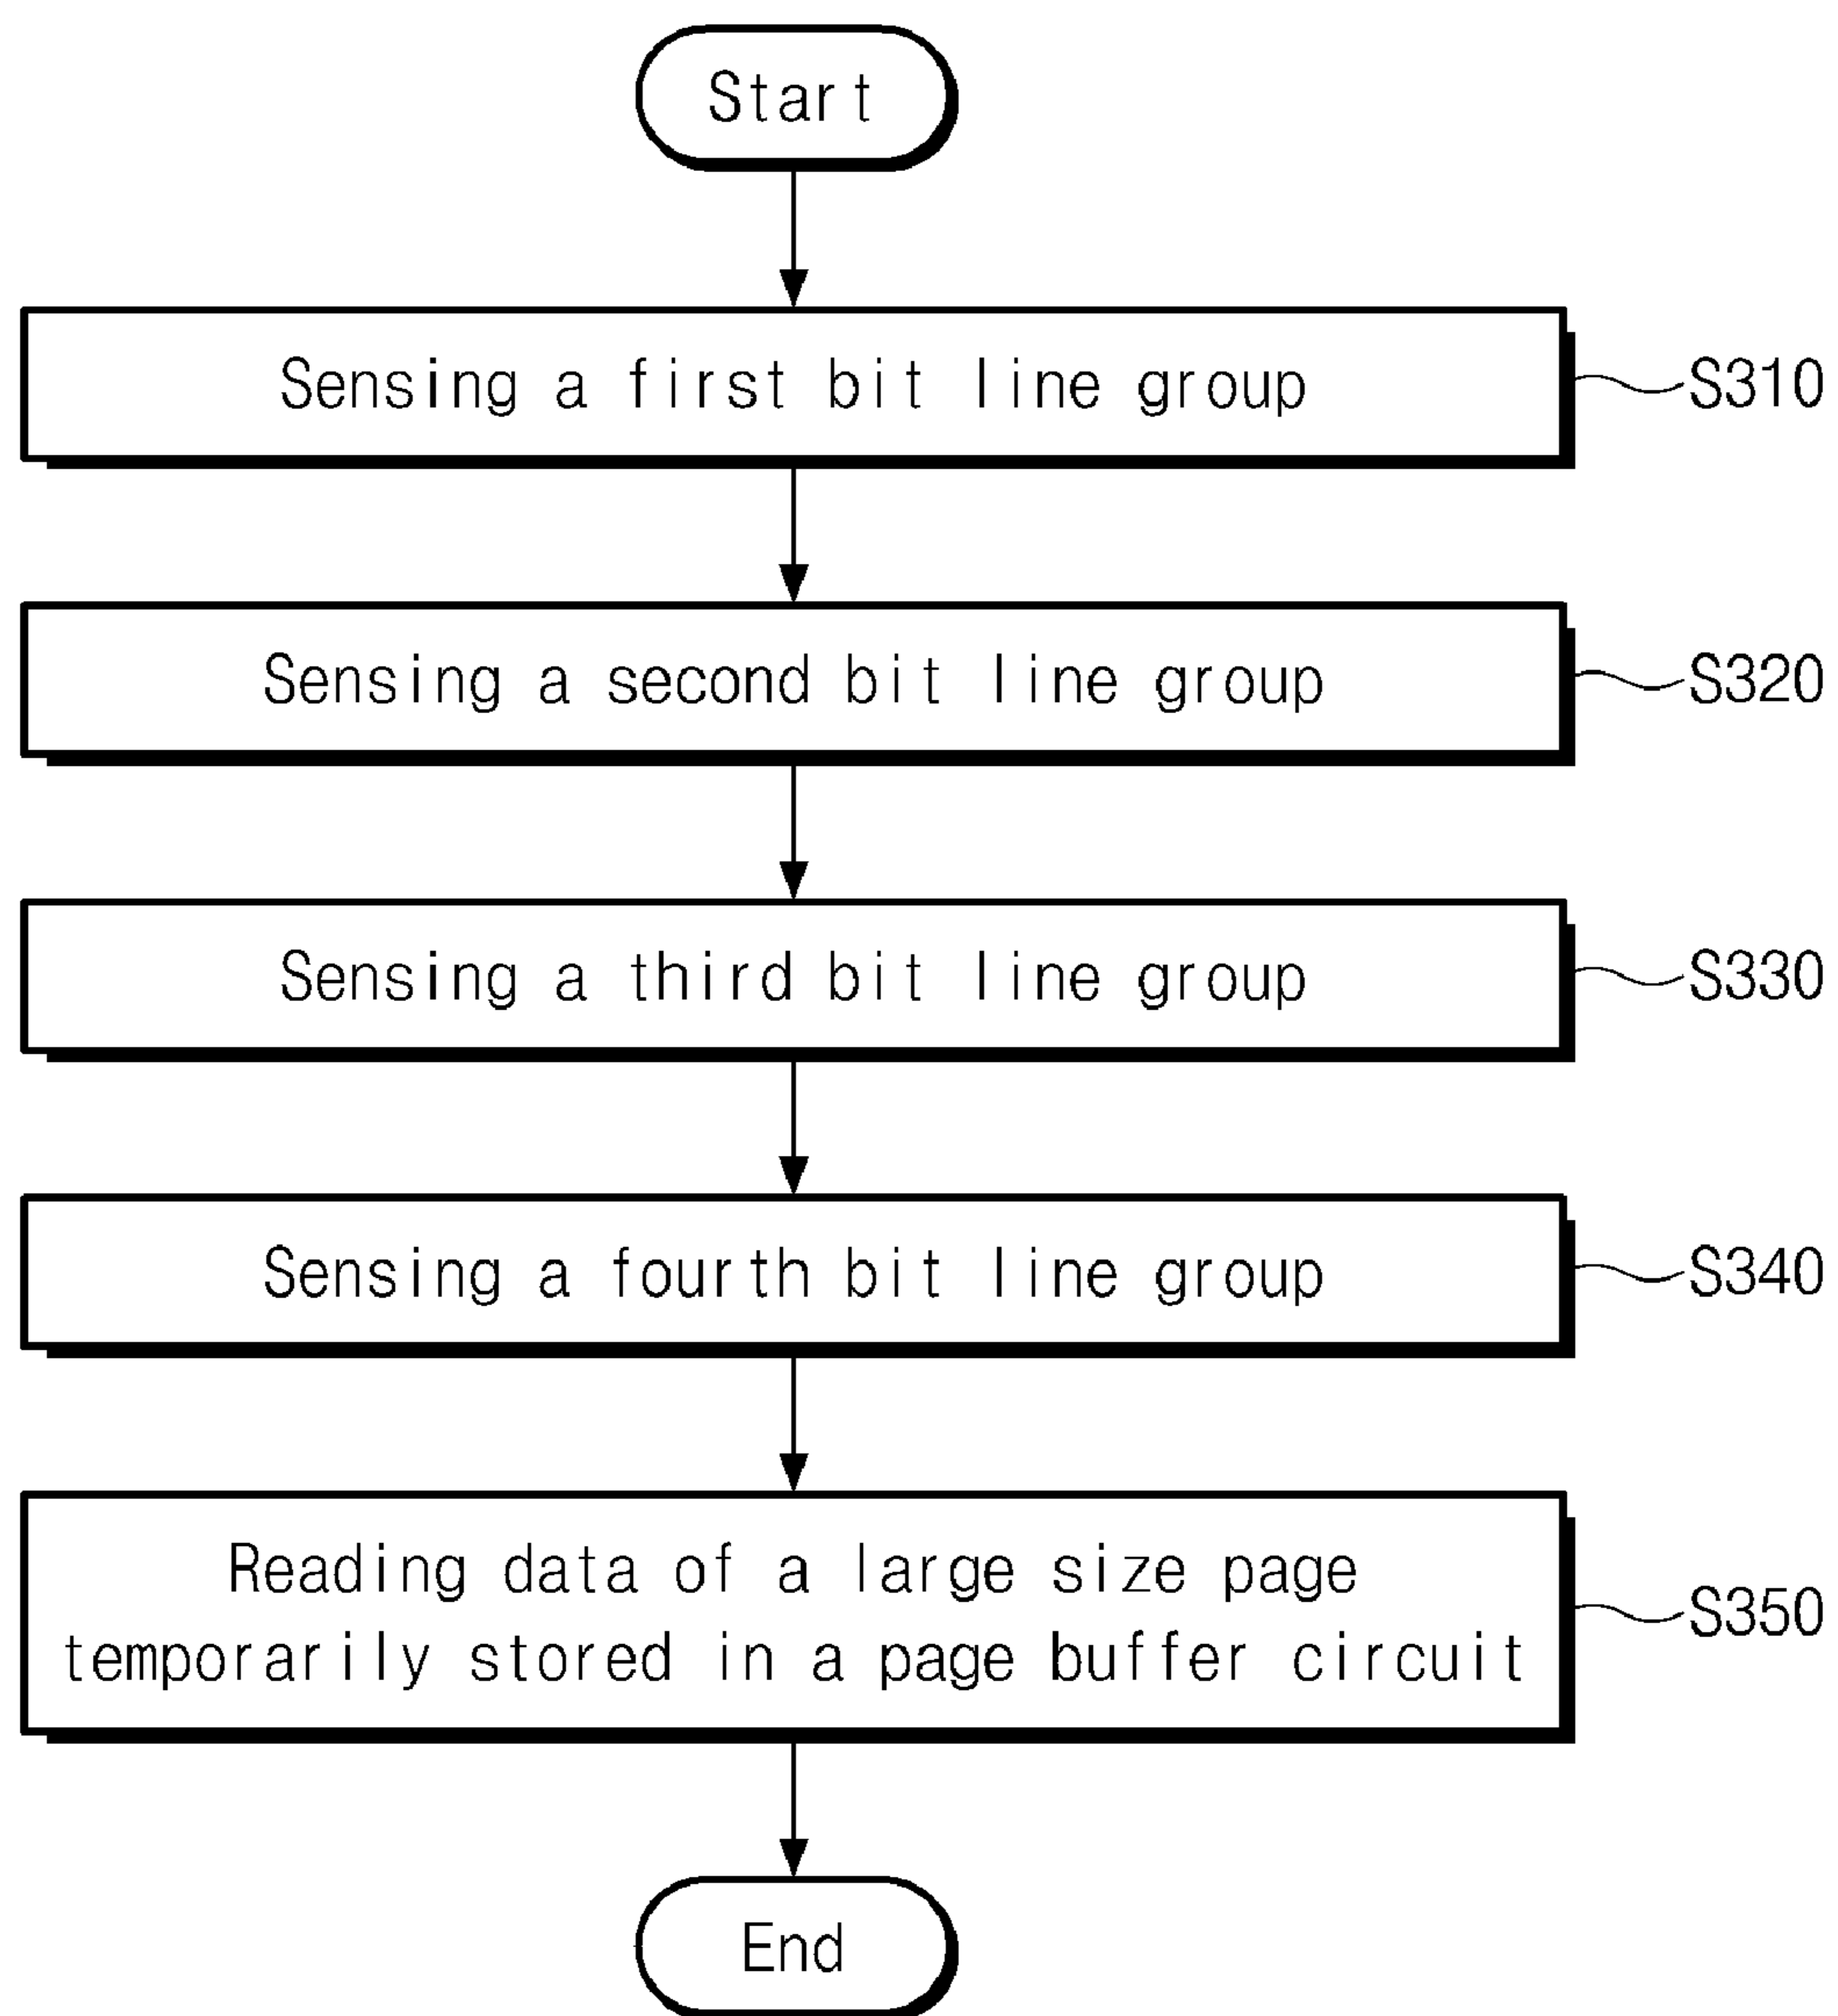 Start
Sensing a first bit line group
S310
Sensing a second bit line group
S320
Sensing a third bit line group
S330
Sensing a fourth bit line group
S340
Reading data of a large size page
temporarily stored in a page buffer circuit
S350
End